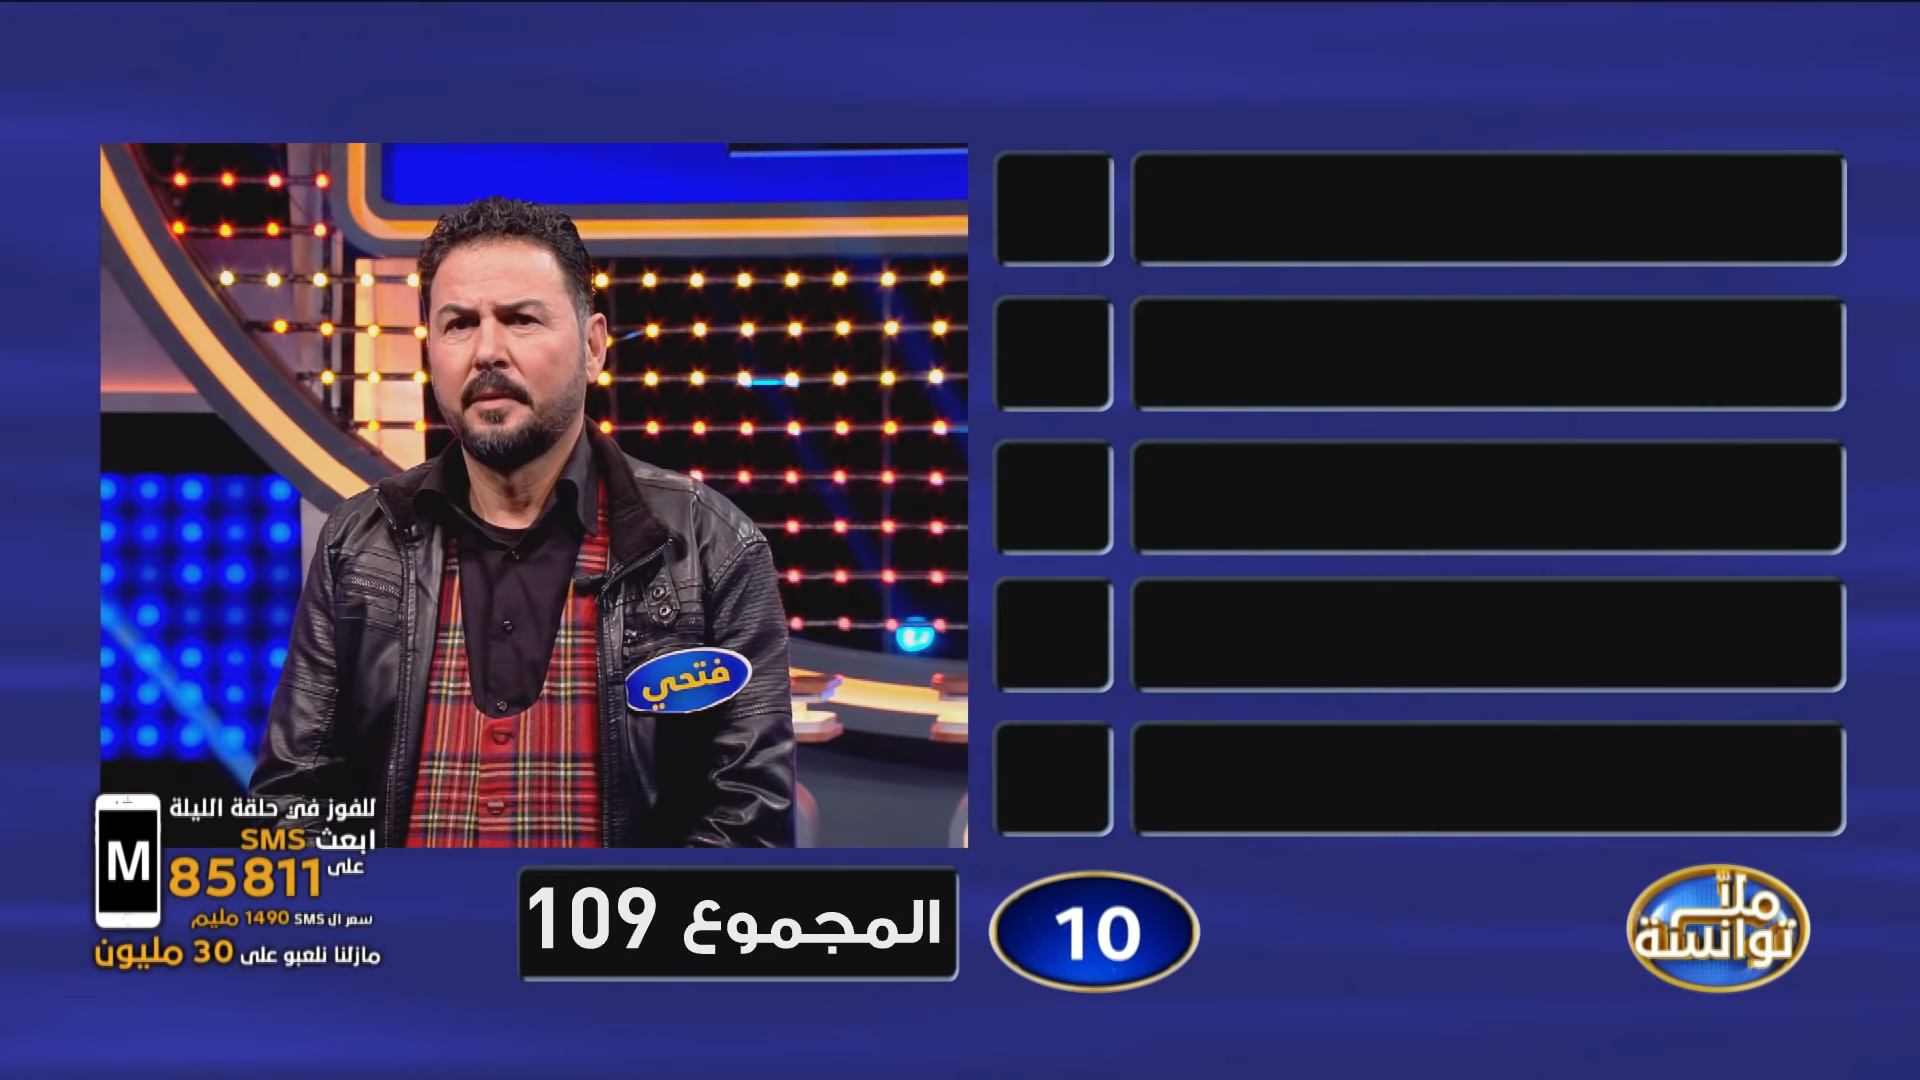 فتحي
للفوز في حلقة الليلة
ابعث SMS
على 85811
سعر ال SMS 1490 مليم
مازلنا نلعبو على 30 مليون
M
المجموع 109
10
ملّا
توانسة